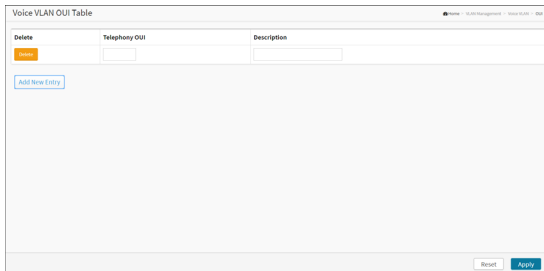 Voice VLAN OUI Table
Home > VLAN Management > Voice VLAN > OUI
Delete Telephony OUI Description
Delete
Add New Entry
Reset Apply